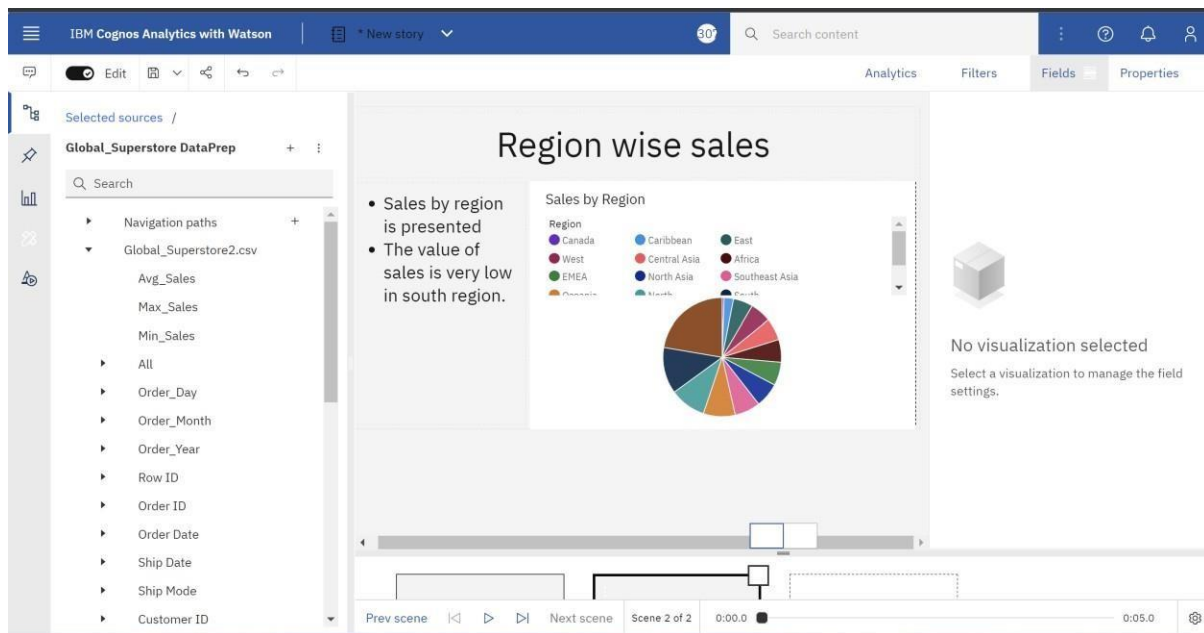 IBM Cognos Analytics with Watson
* New story
30
Search content
Edit
Analytics
Filters
Fields
Properties
Selected sources /
Global_Superstore DataPrep
Search
Navigation paths
Global_Superstore2.csv
Avg_Sales
Max_Sales
Min_Sales
All
Order_Day
Order_Month
Order_Year
Row ID
Order ID
Order Date
Ship Date
Ship Mode
Customer ID
Region wise sales
• Sales by region
is presented
• The value of
sales is very low
in south region.
Sales by Region
Region
Canada Caribbean East
West Central Asia Africa
EMEA North Asia Southeast Asia
Oceania North South
No visualization selected
Select a visualization to manage the field
settings.
Prev scene
Next scene
Scene 2 of 2
0:00.0
0:05.0